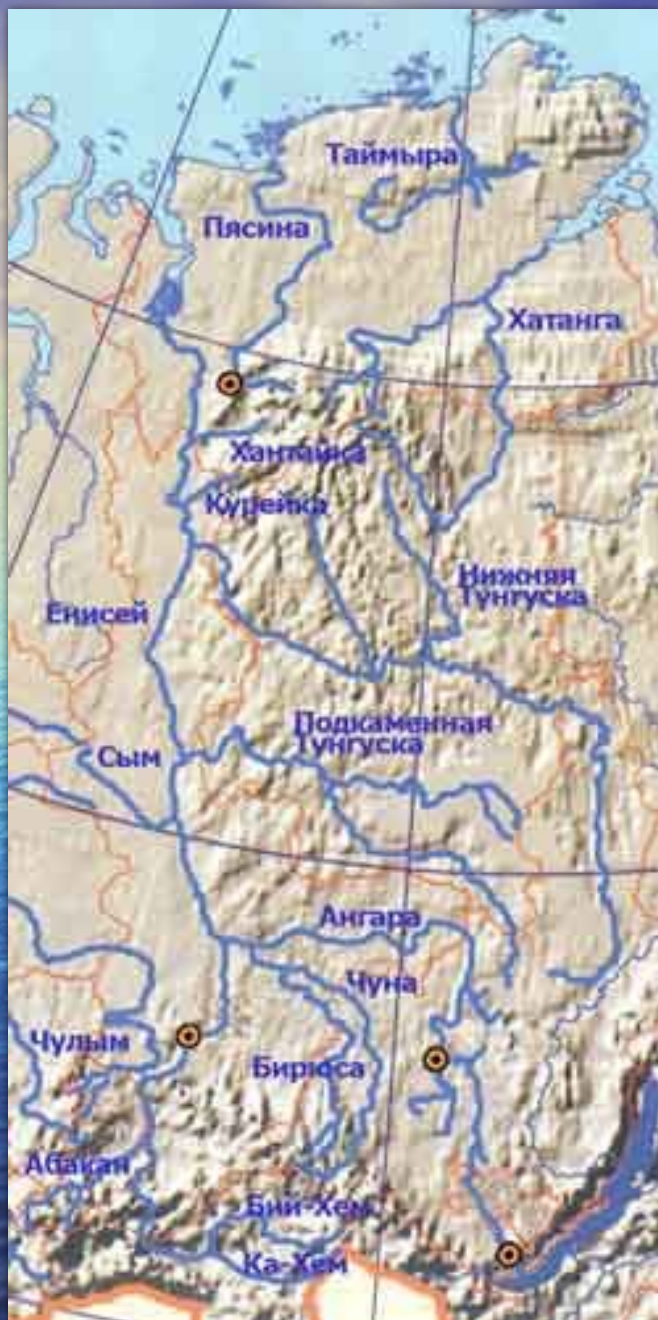 Таймыра
Пясина
Хатанга
Хантайка
Курейка
Нижняя
Тунгуска
Енисей
Подкаменная
Тунгуска
Сым
Ангара
Чуна
Чулым
Бирюса
Абакан
Бий-Хем
Ка-Хем